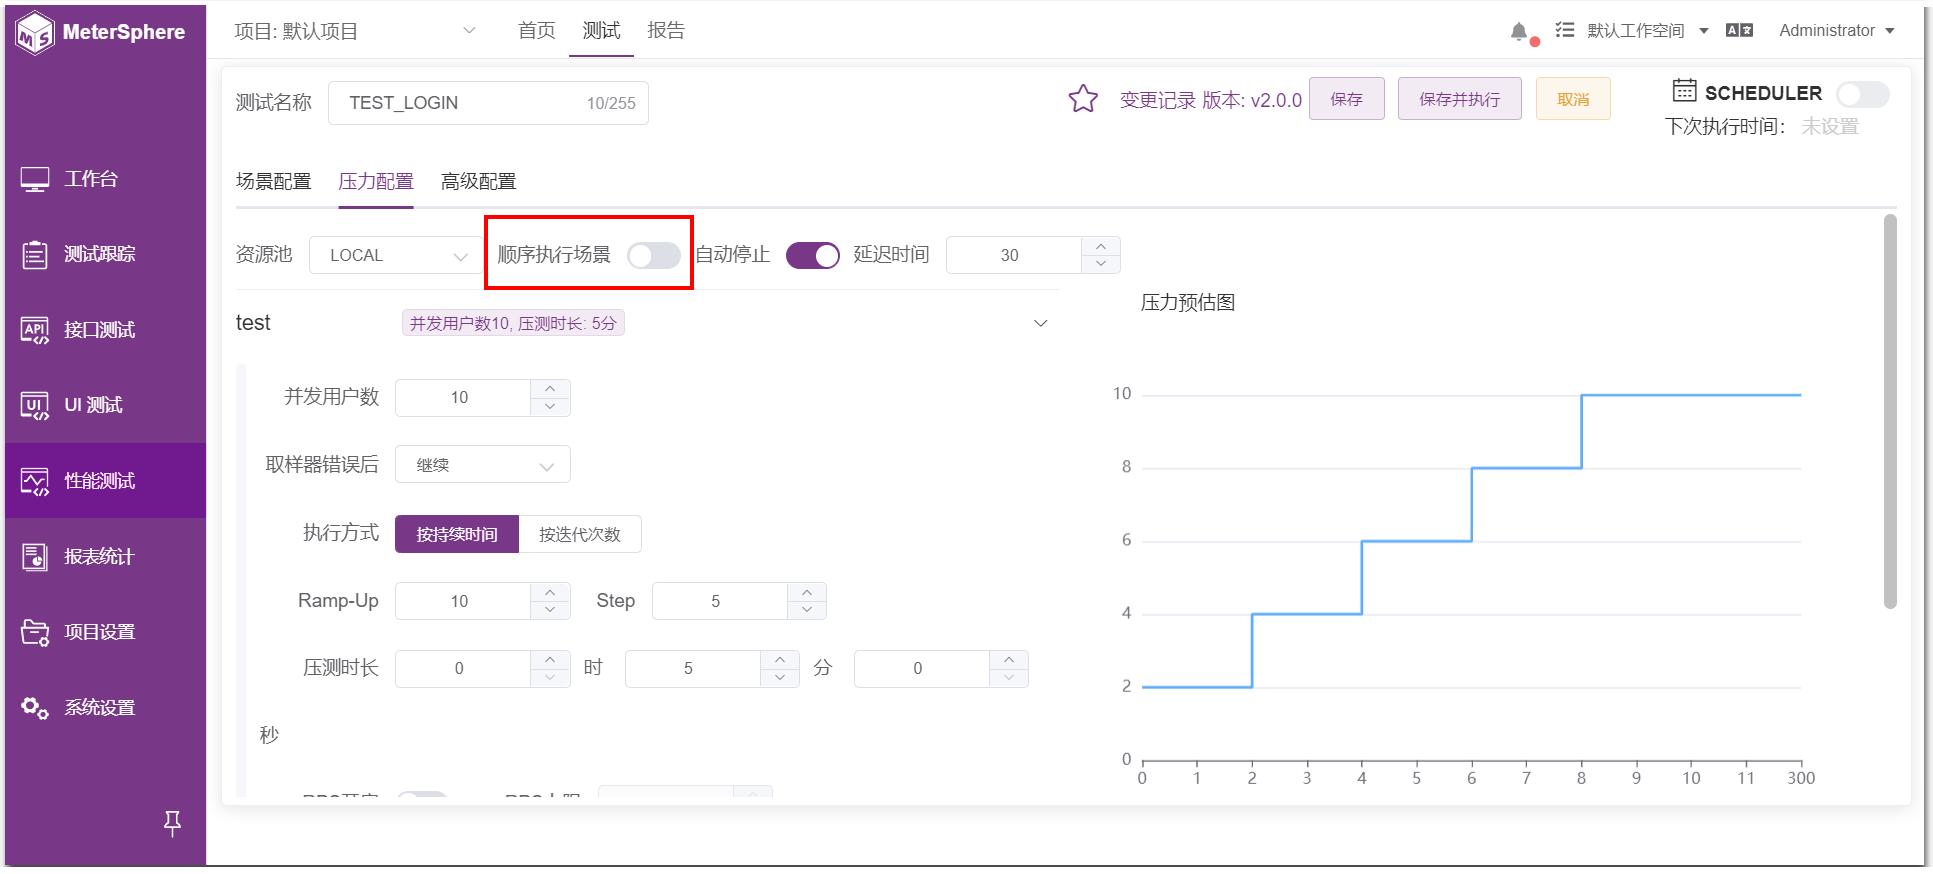 MeterSphere
项目: 默认项目
首页 测试 报告
默认工作空间
Administrator
测试名称 TEST_LOGIN 10/255
变更记录 版本: v2.0.0 保存 保存并执行 取消
SCHEDULER
下次执行时间: 未设置
工作台
测试跟踪
接口测试
UI 测试
性能测试
报表统计
项目设置
系统设置
场景配置 压力配置 高级配置
资源池 LOCAL 顺序执行场景 自动停止 延迟时间 30
test 并发用户数10, 压测时长: 5分
并发用户数 10
取样器错误后 继续
执行方式 按持续时间 按迭代次数
Ramp-Up 10 Step 5
压测时长 0 时 5 分 0
秒
压力预估图
10
8
6
4
2
0
0 1 2 3 4 5 6 7 8 9 10 11 300